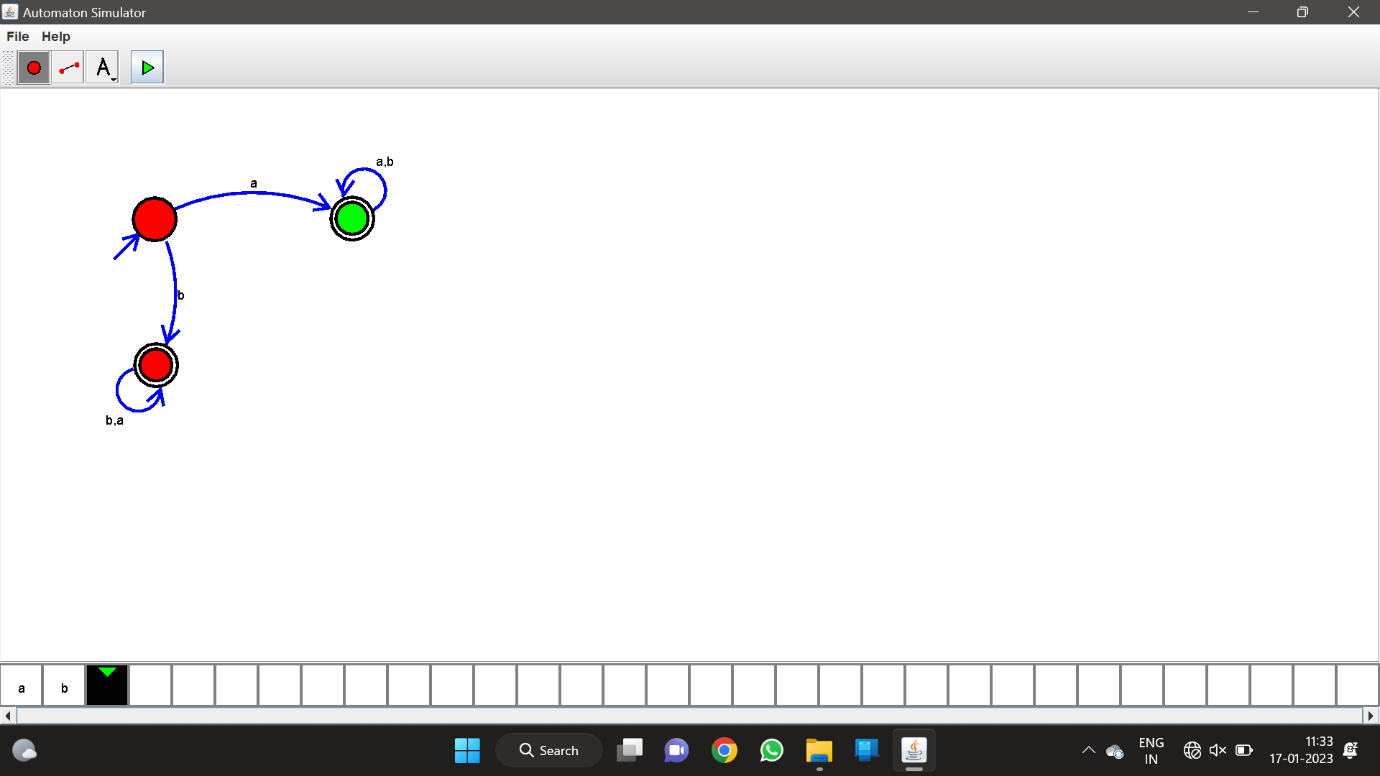 Automaton Simulator
File Help
A
a,b
a
b
b,a
a b
Search
ENG
IN
11:33
17-01-2023